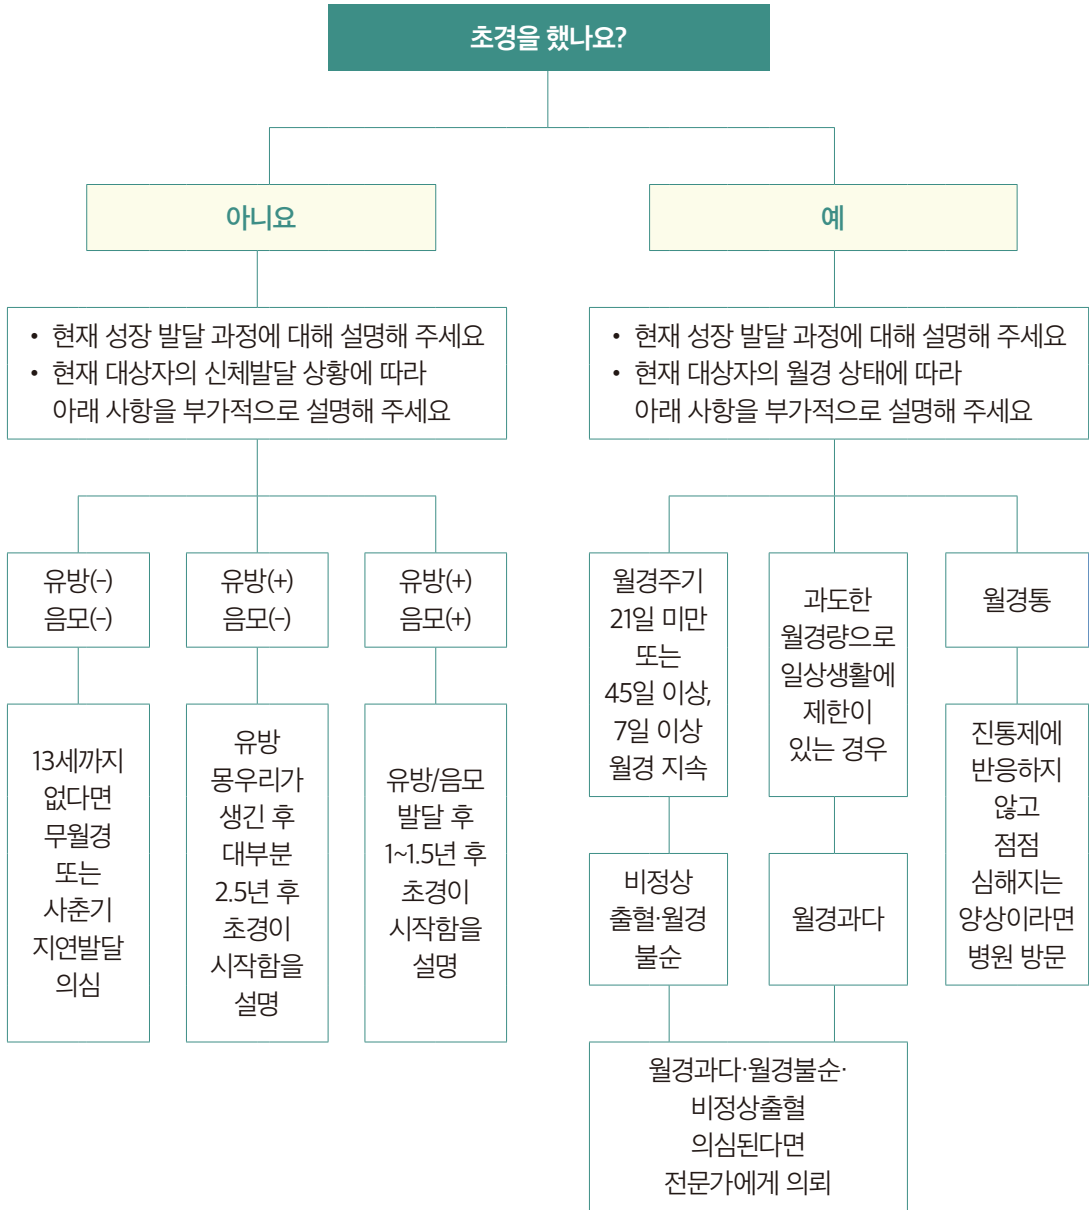 초경을 했나요?
아니요
예
• 현재 성장 발달 과정에 대해 설명해 주세요
• 현재 대상자의 신체발달 상황에 따라
아래 사항을 부가적으로 설명해 주세요
• 현재 성장 발달 과정에 대해 설명해 주세요
• 현재 대상자의 월경 상태에 따라
아래 사항을 부가적으로 설명해 주세요
유방(-)
음모(-)
유방(+)
음모(-)
유방(+)
음모(+)
월경주기
21일 미만
또는
45일 이상,
7일 이상
월경 지속
과도한
월경량으로
일상생활에
제한이
있는 경우
월경통
13세까지
없다면
무월경
또는
사춘기
지연발달
의심
유방
몽우리가
생긴 후
대부분
2.5년 후
초경이
시작함을
설명
유방/음모
발달 후
1~1.5년 후
초경이
시작함을
설명
비정상
출혈·월경
불순
월경과다
진통제에
반응하지
않고
점점
심해지는
양상이라면
병원 방문
월경과다·월경불순·
비정상출혈
의심된다면
전문가에게 의뢰